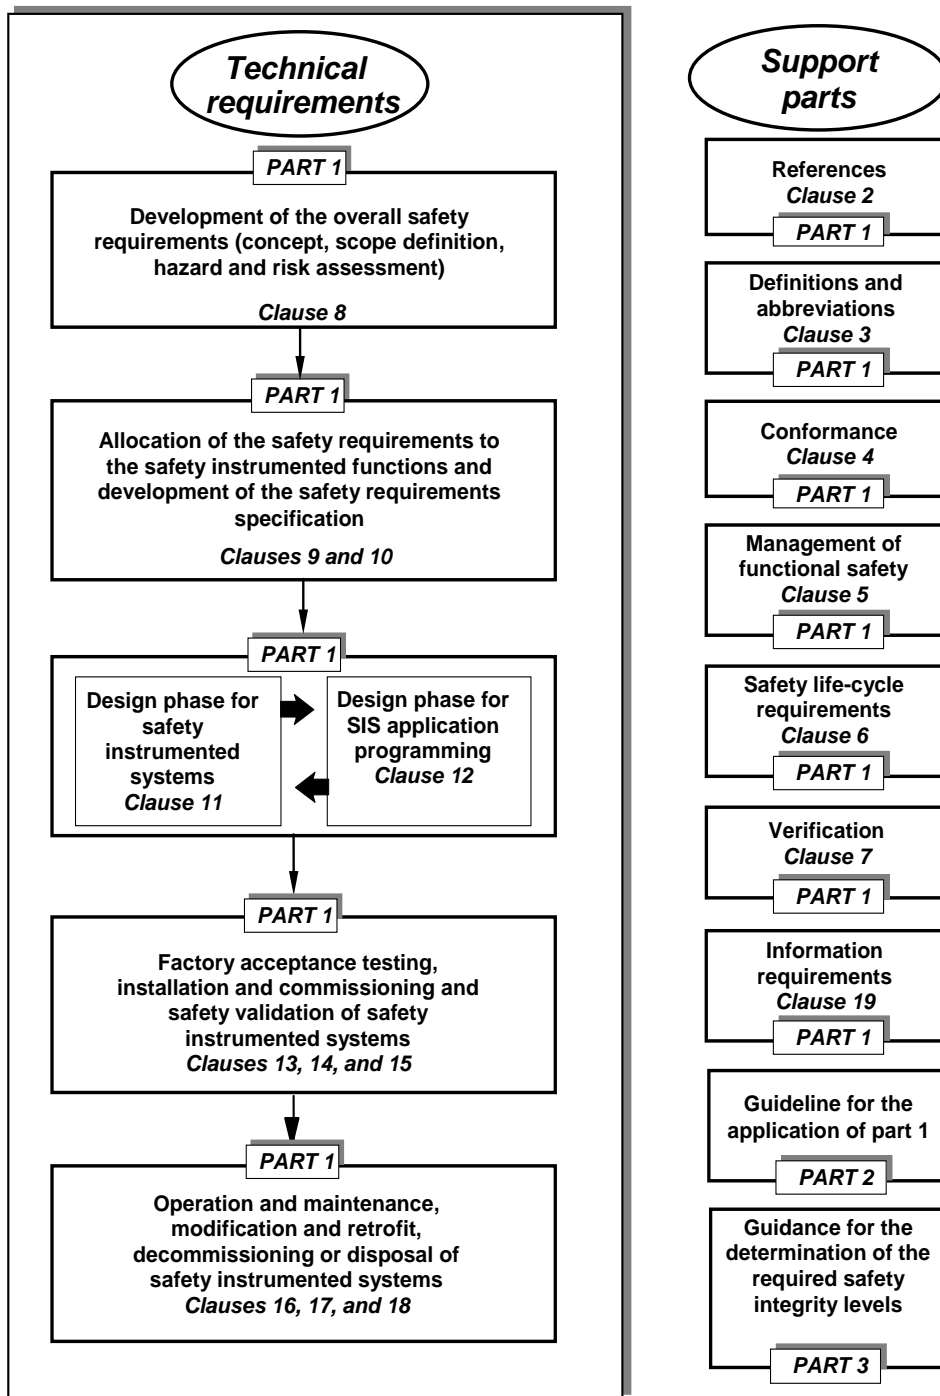 Technical
requirements
PART 1
Development of the overall safety
requirements (concept, scope definition,
hazard and risk assessment)
Clause 8
PART 1
Allocation of the safety requirements to
the safety instrumented functions and
development of the safety requirements
specification
Clauses 9 and 10
PART 1
Design phase for
safety
instrumented
systems
Clause 11
Design phase for
SIS application
programming
Clause 12
PART 1
Factory acceptance testing,
installation and commissioning and
safety validation of safety
instrumented systems
Clauses 13, 14, and 15
PART 1
Operation and maintenance,
modification and retrofit,
decommissioning or disposal of
safety instrumented systems
Clauses 16, 17, and 18
Support
parts
References
Clause 2
PART 1
Definitions and
abbreviations
Clause 3
PART 1
Conformance
Clause 4
PART 1
Management of
functional safety
Clause 5
PART 1
Safety life-cycle
requirements
Clause 6
PART 1
Verification
Clause 7
PART 1
Information
requirements
Clause 19
PART 1
Guideline for the
application of part 1
PART 2
Guidance for the
determination of the
required safety
integrity levels
PART 3